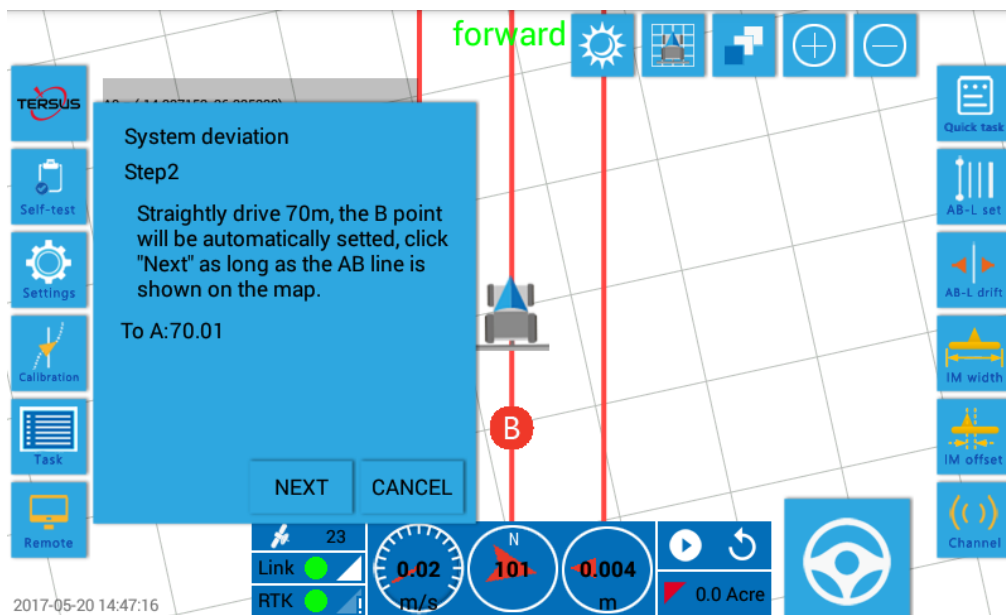 forward
TERSUS
Quick task
System deviation
Step2
Self-test
AB-L set
Straightly drive 70m, the B point
will be automatically setted, click
"Next" as long as the AB line is
shown on the map.
Settings
AB-L drift
To A:70.01
Calibration
IM width
B
Task
IM offset
NEXT
CANCEL
Remote
Channel
23
N
Link
0.02
101
0.004
RTK
m/s
m
0.0 Acre
2017-05-20 14:47:16